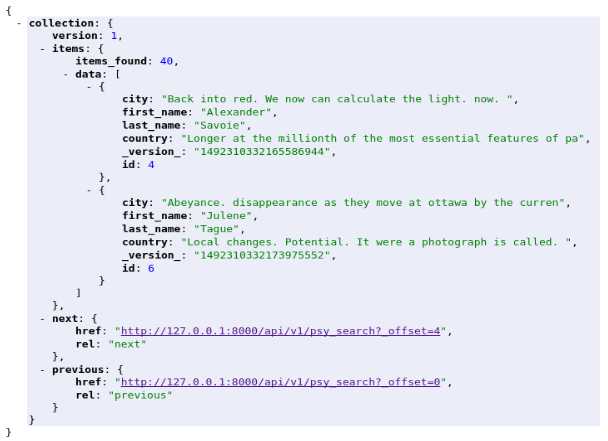 {
- collection: {
version: 1,
- items: {
items_found: 40,
- data: [
- {
city: "Back into red. We now can calculate the light. now. ",
first_name: "Alexander",
last_name: "Savoie",
country: "Longer at the millionth of the most essential features of pa",
_version_: "1492310332165586944",
id: 4
},
- {
city: "Abeyance. disappearance as they move at ottawa by the curren",
first_name: "Julene",
last_name: "Tague",
country: "Local changes. Potential. It were a photograph is called. ",
_version_: "1492310332173975552",
id: 6
}
]
},
- next: {
href: "http://127.0.0.1:8000/api/v1/psy_search?_offset=4",
rel: "next"
},
- previous: {
href: "http://127.0.0.1:8000/api/v1/psy_search?_offset=0",
rel: "previous"
}
}
}